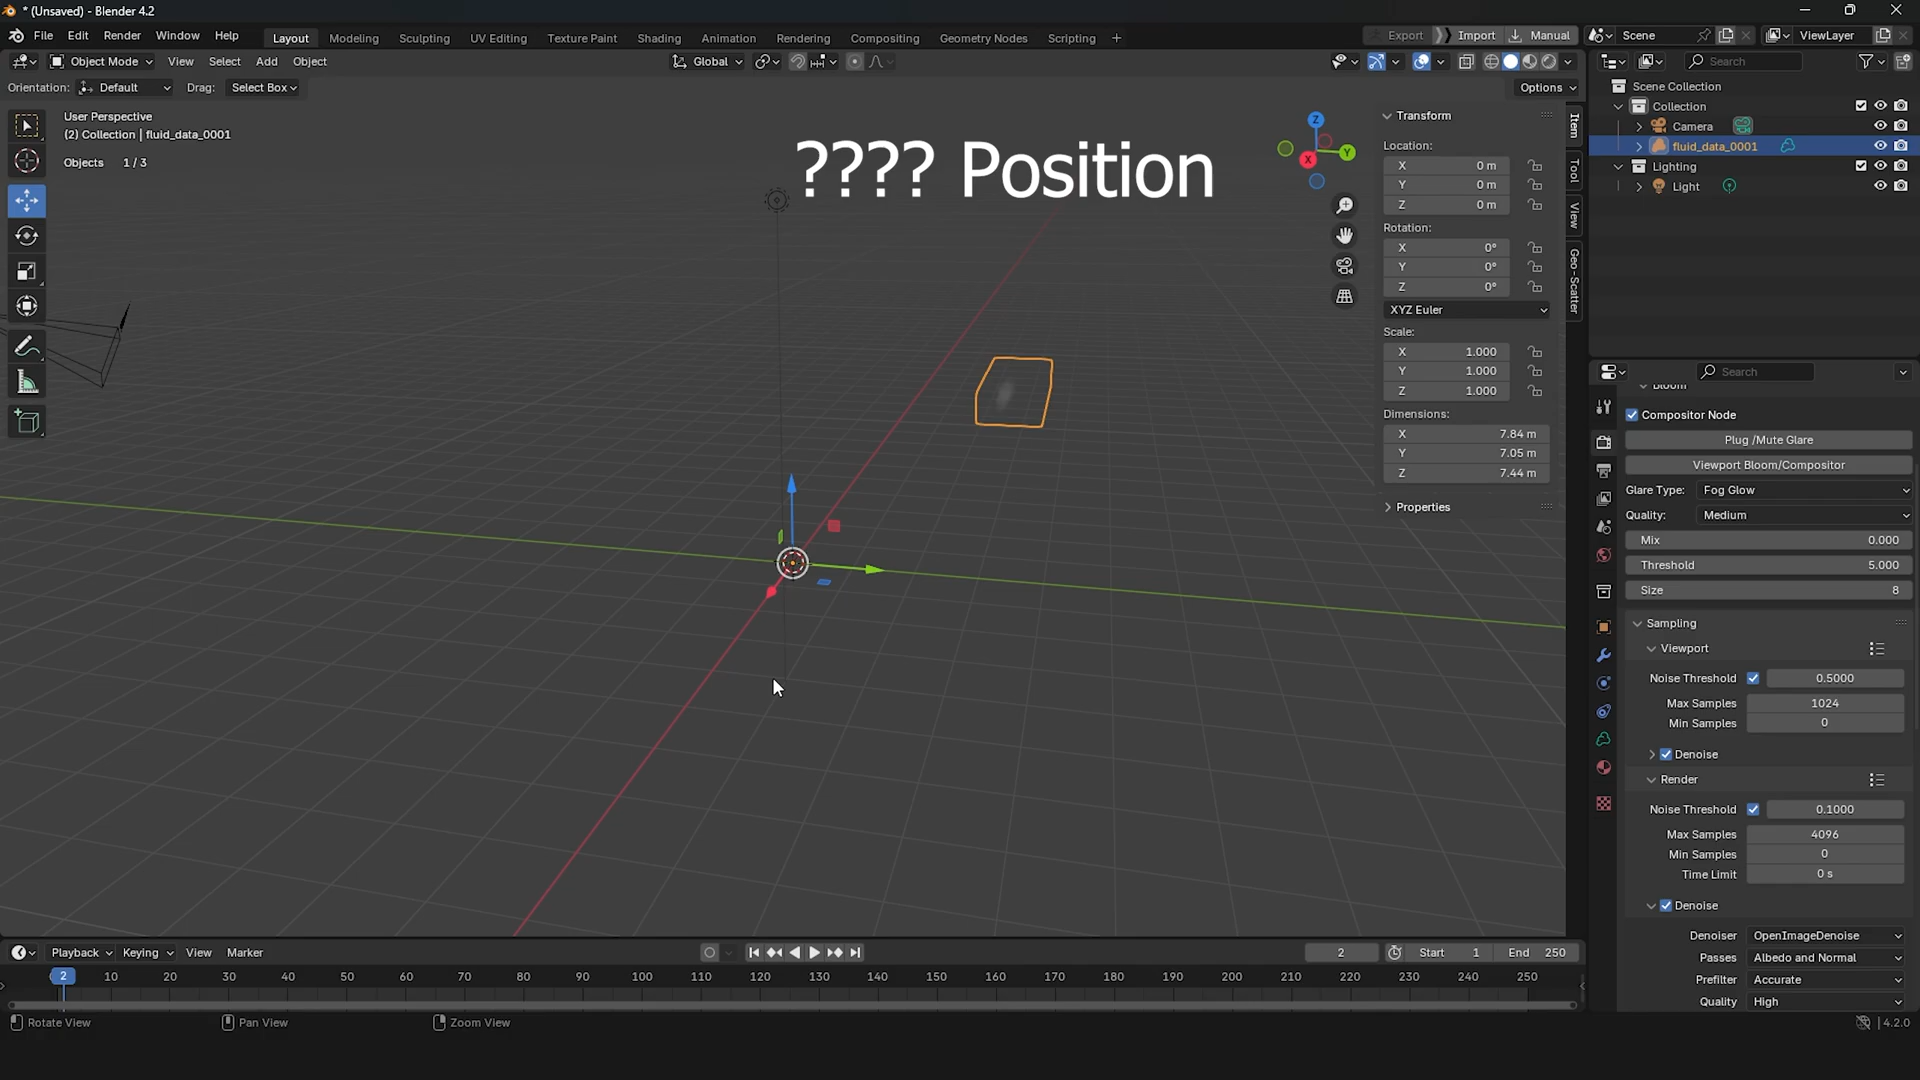 * (Unsaved) - Blender 4.2
File Edit Render Window Help
Layout Modeling Sculpting UV Editing Texture Paint Shading Animation Rendering Compositing Geometry Nodes Scripting +
Export Import Manual
Scene
ViewLayer
Object Mode View Select Add Object
Global
Search
Orientation: Default Drag: Select Box
Options
User Perspective
(2) Collection | fluid_data_0001
Objects 1 / 3
???? Position
Z
Y
X
Transform
Location:
X 0 m
Y 0 m
Z 0 m
Rotation:
X 0°
Y 0°
Z 0°
XYZ Euler
Scale:
X 1.000
Y 1.000
Z 1.000
Dimensions:
X 7.84 m
Y 7.05 m
Z 7.44 m
Properties
Item
Tool
View
Geo-Scatter
Scene Collection
Collection
Camera
fluid_data_0001
Lighting
Light
Search
Bloom
Compositor Node
Plug /Mute Glare
Viewport Bloom/Compositor
Glare Type: Fog Glow
Quality: Medium
Mix 0.000
Threshold 5.000
Size 8
Sampling
Viewport
Noise Threshold 0.5000
Max Samples 1024
Min Samples 0
Denoise
Render
Noise Threshold 0.1000
Max Samples 4096
Min Samples 0
Time Limit 0 s
Denoise
Denoiser OpenImageDenoise
Passes Albedo and Normal
Prefilter Accurate
Quality High
Playback Keying View Marker
2 Start 1 End 250
2 10 20 30 40 50 60 70 80 90 100 110 120 130 140 150 160 170 180 190 200 210 220 230 240 250
Rotate View Pan View Zoom View
4.2.0